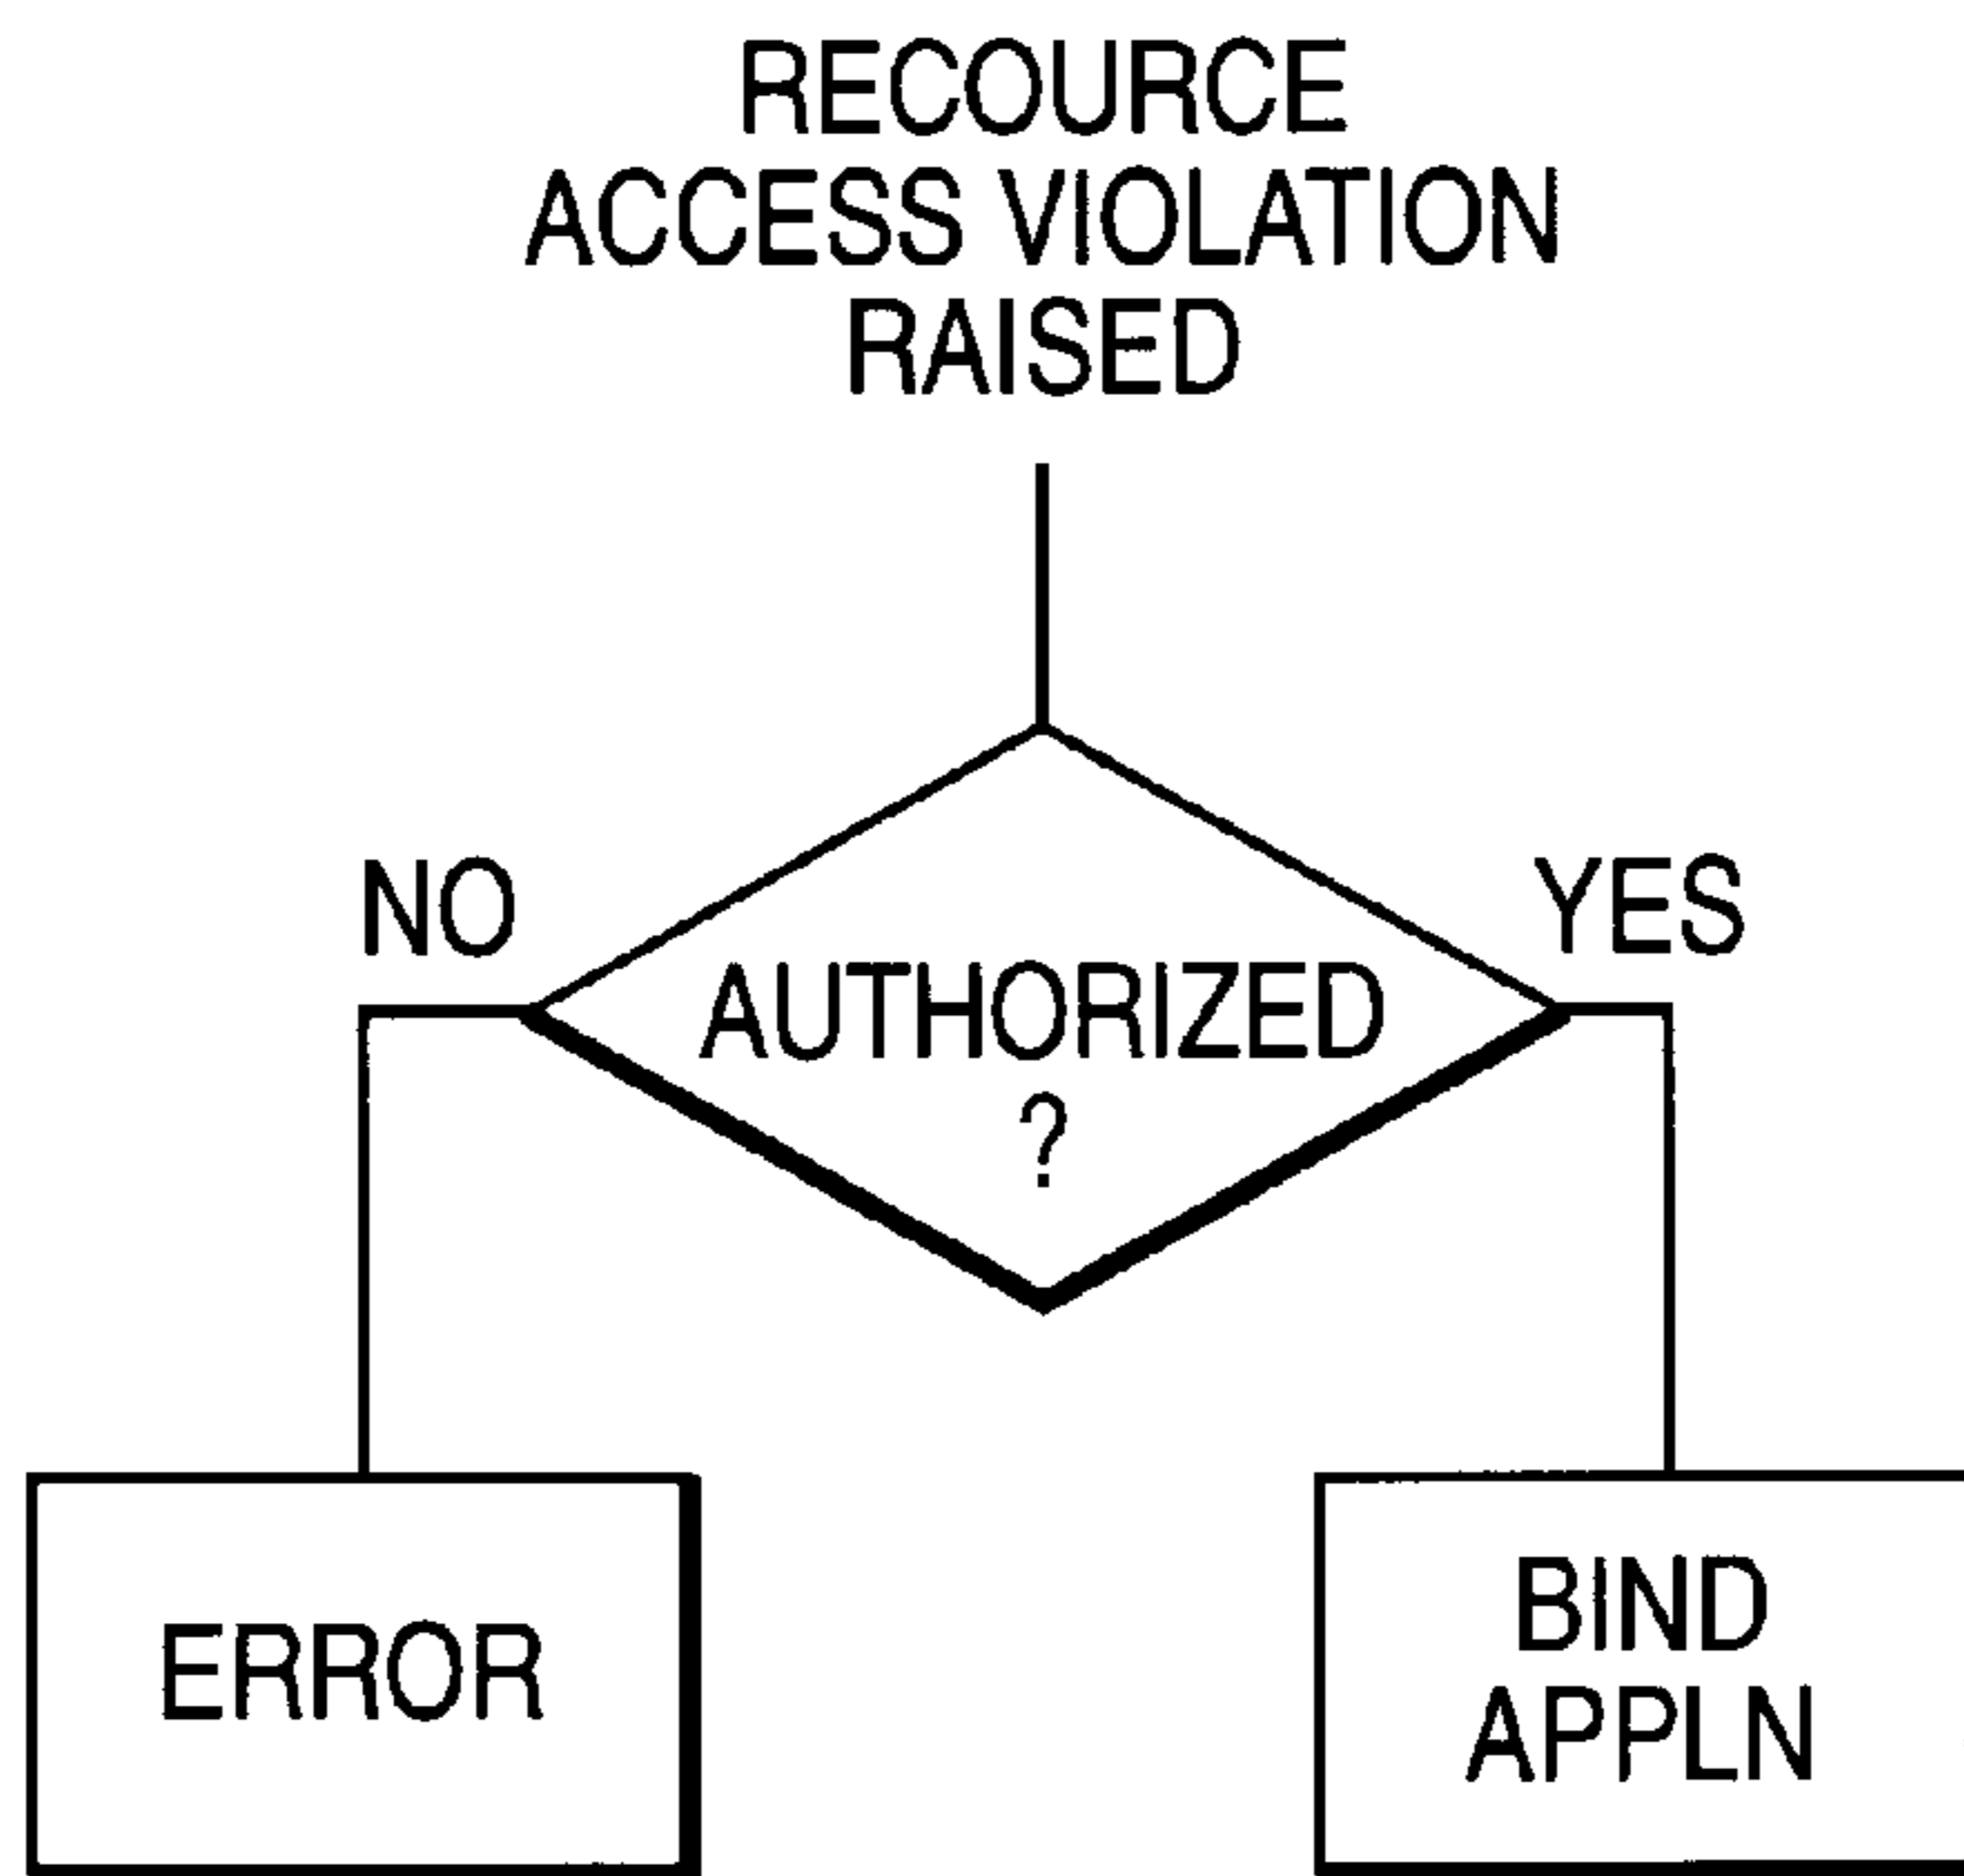 RECOURCE
ACCESS VIOLATION
RAISED
NO
YES
AUTHORIZED
?
ERROR
BIND
APPLN